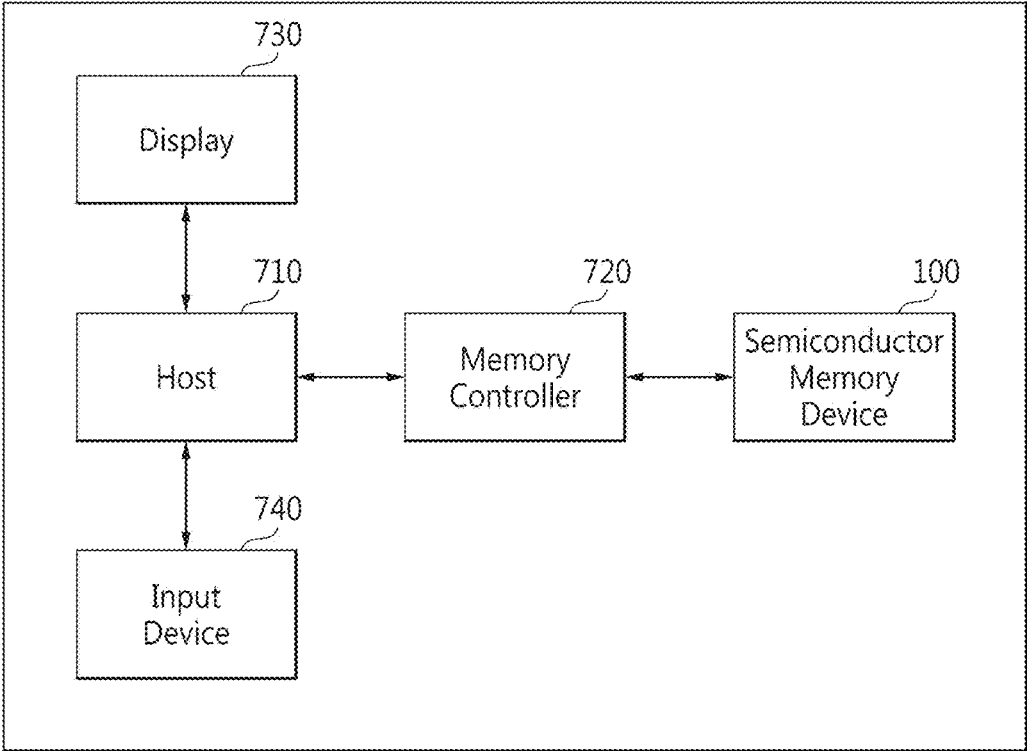 730
Display
710
Host
720
Memory
Controller
100
Semiconductor
Memory
Device
740
Input
Device